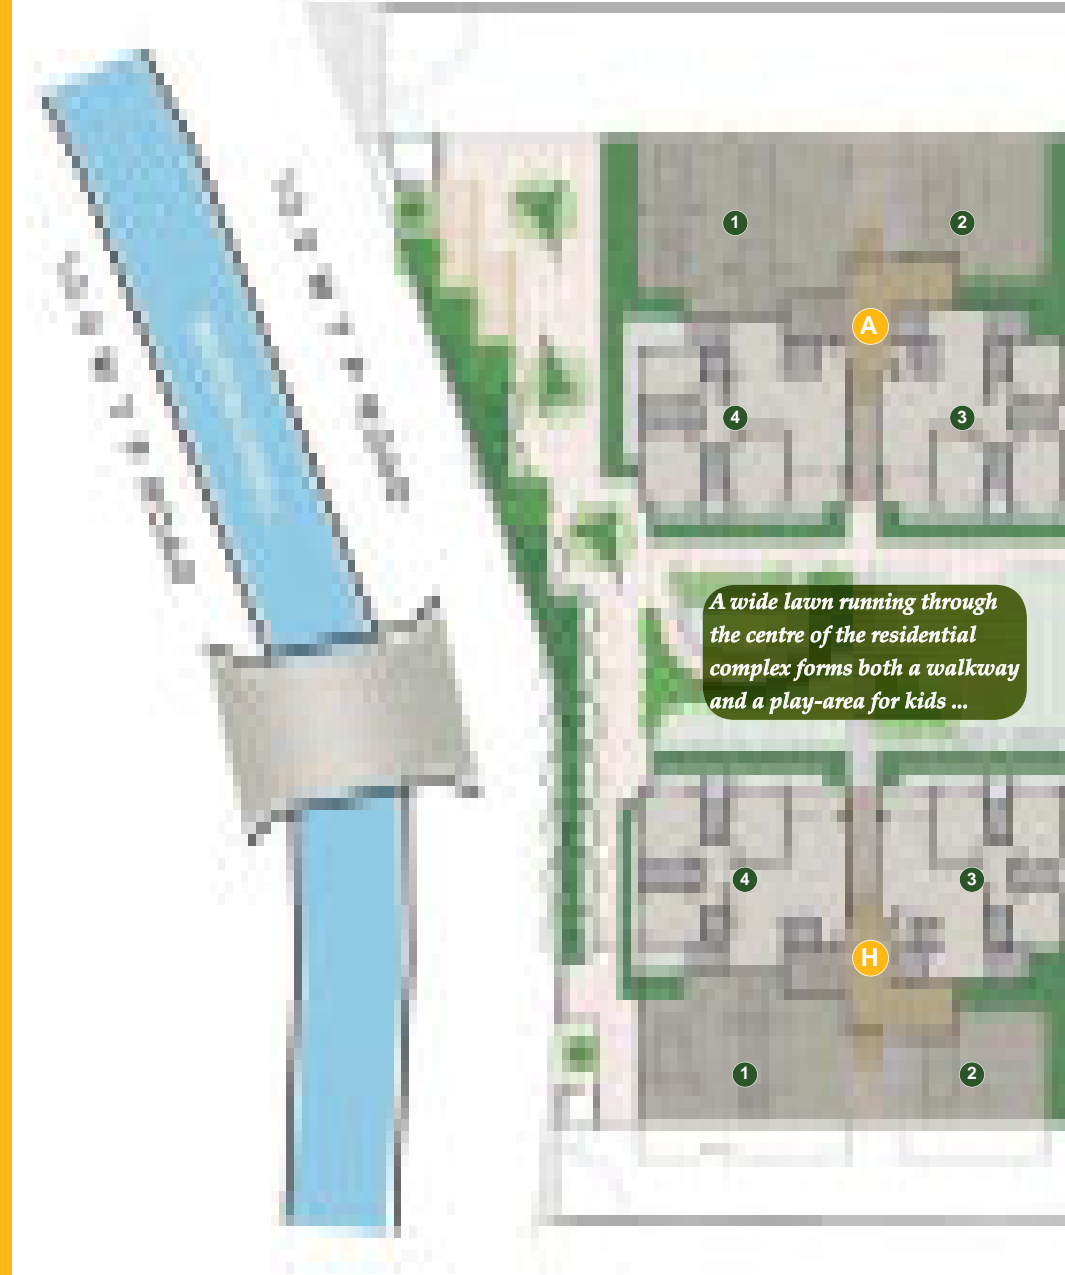 1
2
A
4
3
A wide lawn running through
the centre of the residential
complex forms both a walkway
and a play-area for kids ...
4
3
H
1
2